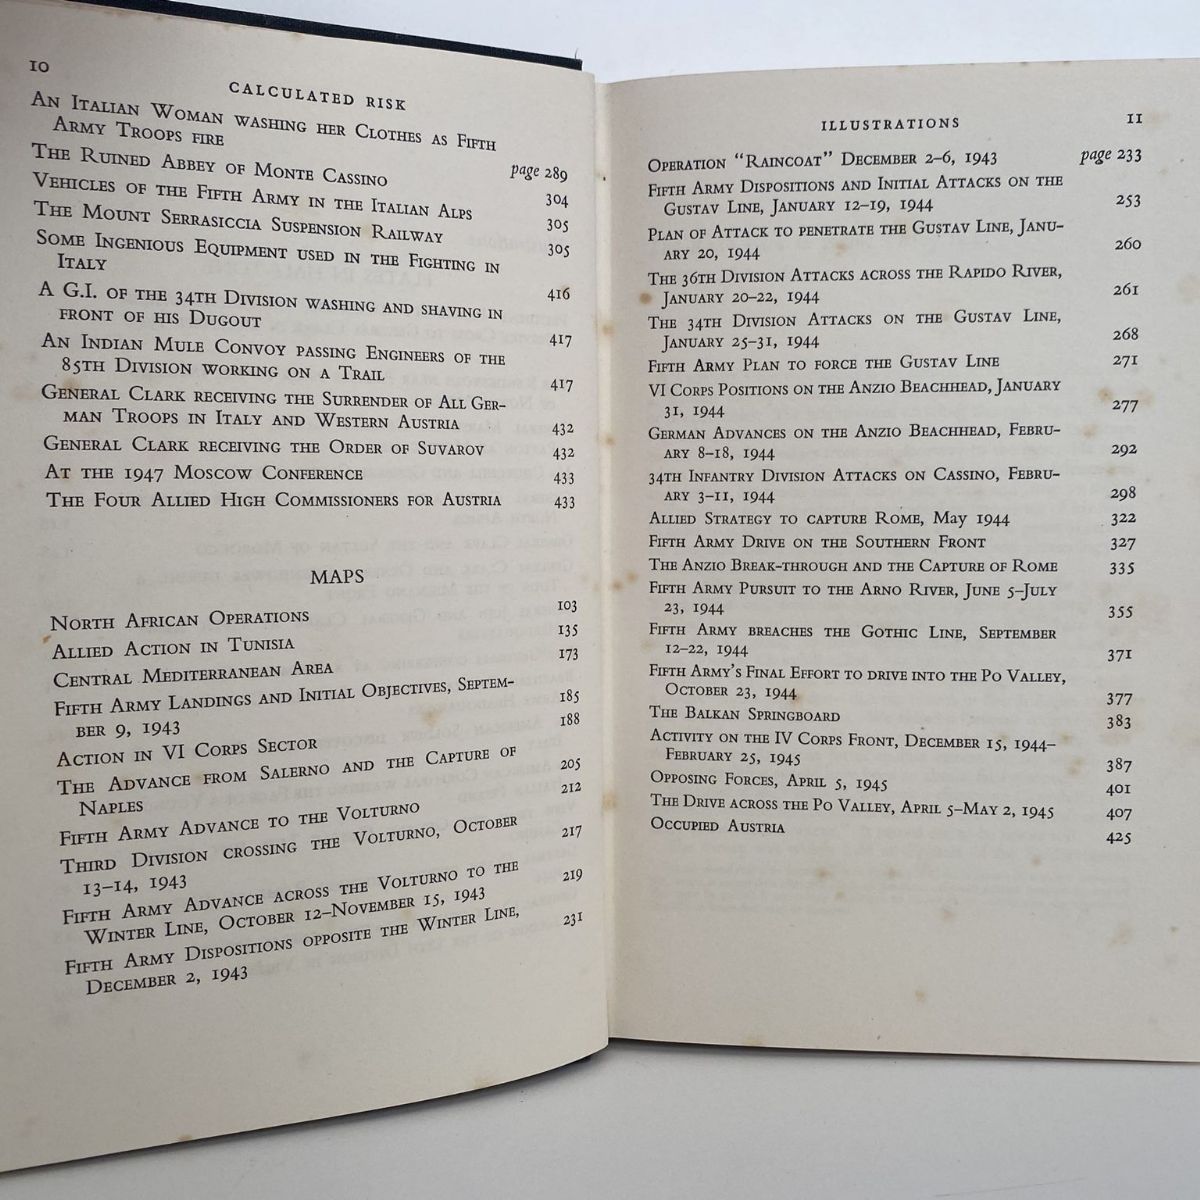 10
CALCULATED RISK
AN ITALIAN WOMAN WASHING HER CLOTHES AS FIFTH
ARMY TROOPS FIRE page 289
THE RUINED ABBEY OF MONTE CASSINO 304
VEHICLES OF THE FIFTH ARMY IN THE ITALIAN ALPS 305
THE MOUNT SERRASICCIA SUSPENSION RAILWAY 305
SOME INGENIOUS EQUIPMENT USED IN THE FIGHTING IN
ITALY 416
A G.I. OF THE 34TH DIVISION WASHING AND SHAVING IN
FRONT OF HIS DUGOUT 417
AN INDIAN MULE CONVOY PASSING ENGINEERS OF THE
85TH DIVISION WORKING ON A TRAIL 417
GENERAL CLARK RECEIVING THE SURRENDER OF ALL GER-
MAN TROOPS IN ITALY AND WESTERN AUSTRIA 432
GENERAL CLARK RECEIVING THE ORDER OF SUVAROV 432
AT THE 1947 MOSCOW CONFERENCE 433
THE FOUR ALLIED HIGH COMMISSIONERS FOR AUSTRIA 433
MAPS
NORTH AFRICAN OPERATIONS 103
ALLIED ACTION IN TUNISIA 135
CENTRAL MEDITERRANEAN AREA 173
FIFTH ARMY LANDINGS AND INITIAL OBJECTIVES, SEPTEM-
BER 9, 1943 185
ACTION IN VI CORPS SECTOR 188
THE ADVANCE FROM SALERNO AND THE CAPTURE OF
NAPLES 205
FIFTH ARMY ADVANCE TO THE VOLTURNO 212
THIRD DIVISION CROSSING THE VOLTURNO, OCTOBER
13–14, 1943 217
FIFTH ARMY ADVANCE ACROSS THE VOLTURNO TO THE
WINTER LINE, OCTOBER 12–NOVEMBER 15, 1943 219
FIFTH ARMY DISPOSITIONS OPPOSITE THE WINTER LINE,
DECEMBER 2, 1943 231
ILLUSTRATIONS 11
OPERATION “RAINCOAT” DECEMBER 2–6, 1943 page 233
FIFTH ARMY DISPOSITIONS AND INITIAL ATTACKS ON THE
GUSTAV LINE, JANUARY 12–19, 1944 253
PLAN OF ATTACK TO PENETRATE THE GUSTAV LINE, JANU-
ARY 20, 1944 260
THE 36TH DIVISION ATTACKS ACROSS THE RAPIDO RIVER,
JANUARY 20–22, 1944 261
THE 34TH DIVISION ATTACKS ON THE GUSTAV LINE,
JANUARY 25–31, 1944 268
FIFTH ARMY PLAN TO FORCE THE GUSTAV LINE 271
VI CORPS POSITIONS ON THE ANZIO BEACHHEAD, JANUARY
31, 1944 277
GERMAN ADVANCES ON THE ANZIO BEACHHEAD, FEBRU-
ARY 8–18, 1944 292
34TH INFANTRY DIVISION ATTACKS ON CASSINO, FEBRU-
ARY 3–11, 1944 298
ALLIED STRATEGY TO CAPTURE ROME, MAY 1944 322
FIFTH ARMY DRIVE ON THE SOUTHERN FRONT 327
THE ANZIO BREAK-THROUGH AND THE CAPTURE OF ROME 335
FIFTH ARMY PURSUIT TO THE ARNO RIVER, JUNE 5–JULY
23, 1944 355
FIFTH ARMY BREACHES THE GOTHIC LINE, SEPTEMBER
12–22, 1944 371
FIFTH ARMY’S FINAL EFFORT TO DRIVE INTO THE PO VALLEY,
OCTOBER 23, 1944 377
THE BALKAN SPRINGBOARD 383
ACTIVITY ON THE IV CORPS FRONT, DECEMBER 15, 1944–
FEBRUARY 25, 1945 387
OPPOSING FORCES, APRIL 5, 1945 401
THE DRIVE ACROSS THE PO VALLEY, APRIL 5–MAY 2, 1945 407
OCCUPIED AUSTRIA 425